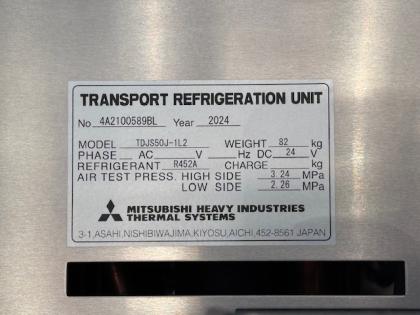 TRANSPORT REFRIGERATION UNIT
No. 4A2100589BL Year 2024
MODEL TDJS50J-1L2 WEIGHT 82 kg
PHASE AC V Hz DC 24 V
REFRIGERANT R452A CHARGE kg
AIR TEST PRESS. HIGH SIDE 3.24 MPa
LOW SIDE 2.26 MPa
MITSUBISHI HEAVY INDUSTRIES
THERMAL SYSTEMS
3-1,ASAHI,NISHIBIWAJIMA,KIYOSU,AICHI,452-8561 JAPAN